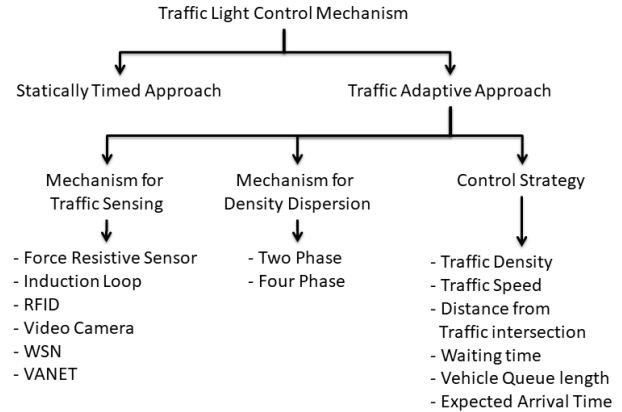 Traffic Light Control Mechanism
Statically Timed Approach
Traffic Adaptive Approach
Mechanism for
Traffic Sensing
Mechanism for
Density Dispersion
Control Strategy
- Force Resistive Sensor
- Induction Loop
- RFID
- Video Camera
- WSN
- VANET
- Two Phase
- Four Phase
- Traffic Density
- Traffic Speed
- Distance from
Traffic intersection
- Waiting time
- Vehicle Queue length
- Expected Arrival Time